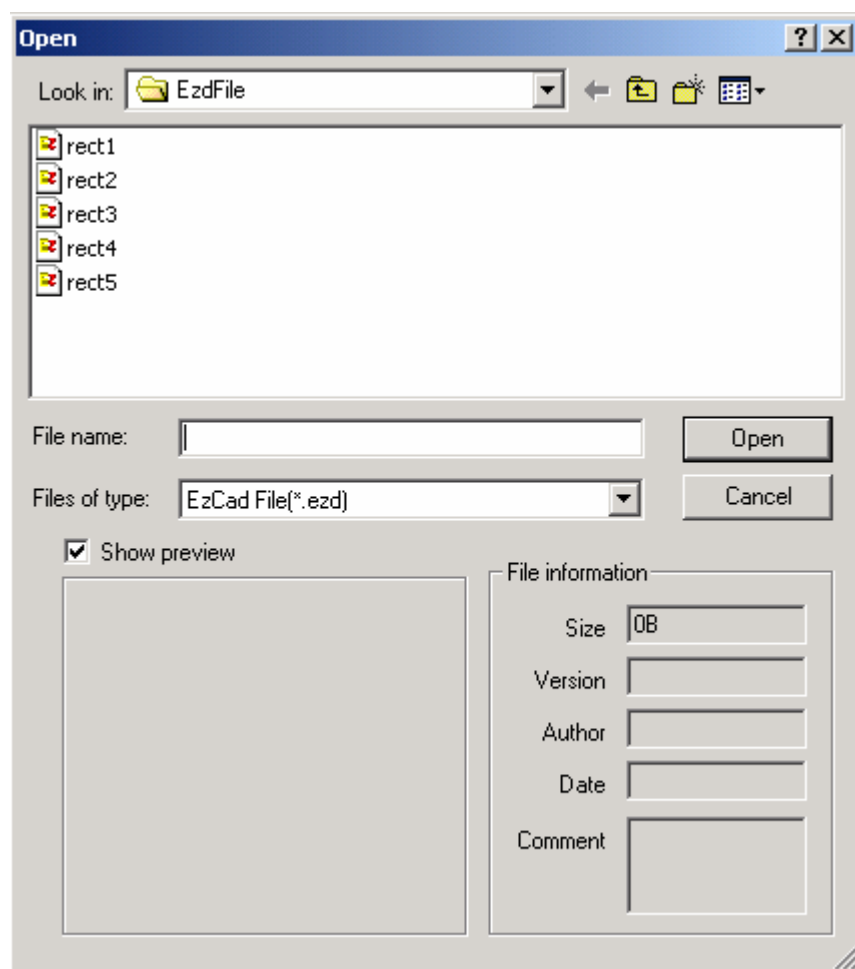 Open
Look in: EzdFile
rect1
rect2
rect3
rect4
rect5
File name: Open
Files of type: EzCad File(*.ezd) Cancel
Show preview
File information
Size 0B
Version
Author
Date
Comment